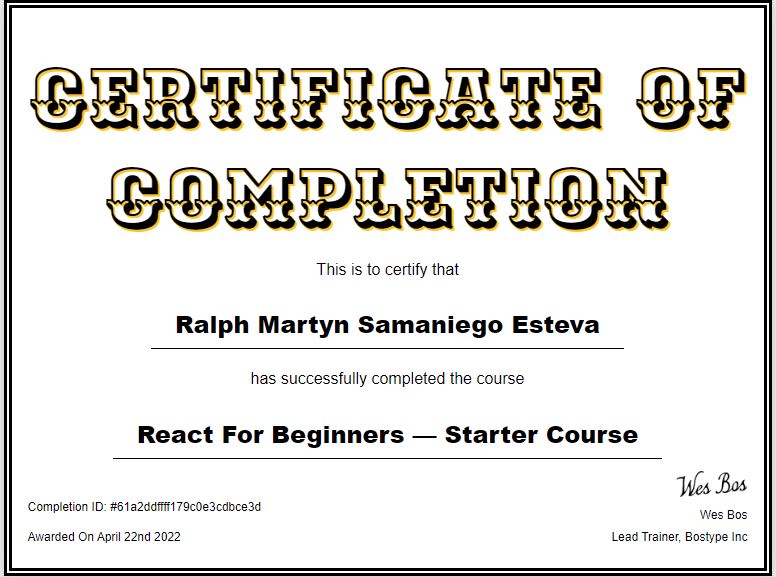 CERTIFICATE OF
COMPLETION
This is to certify that
Ralph Martyn Samaniego Esteva
has successfully completed the course
React For Beginners — Starter Course
Wes Bos
Completion ID: #61a2ddffff179c0e3cdbce3d
Wes Bos
Awarded On April 22nd 2022
Lead Trainer, Bostype Inc